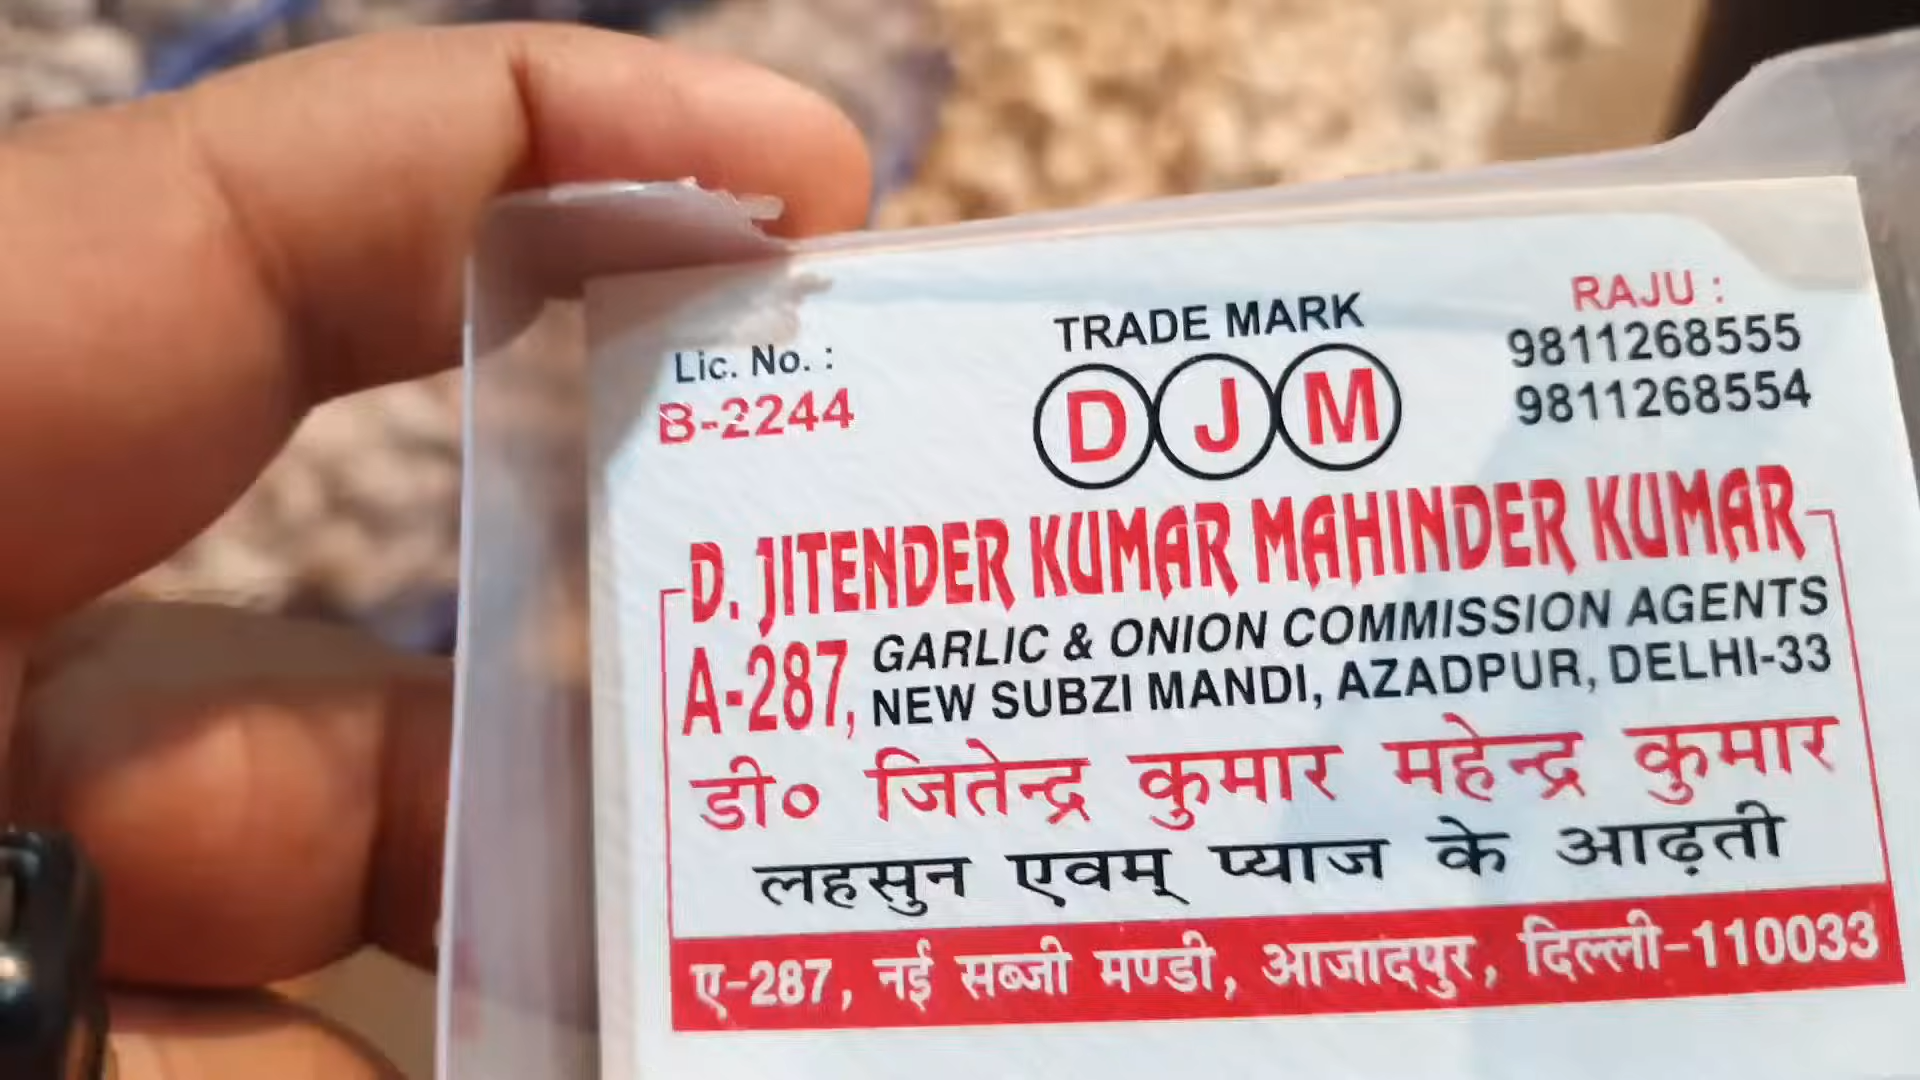 Lic. No. :
B-2244
TRADE MARK
D J M
RAJU :
9811268555
9811268554
D. JITENDER KUMAR MAHINDER KUMAR
A-287,
GARLIC & ONION COMMISSION AGENTS
NEW SUBZI MANDI, AZADPUR, DELHI-33
डी० जितेन्द्र कुमार महेन्द्र कुमार
लहसुन एवम् प्याज के आढ़ती
ए-287, नई सब्जी मण्डी, आजादपुर, दिल्ली-110033